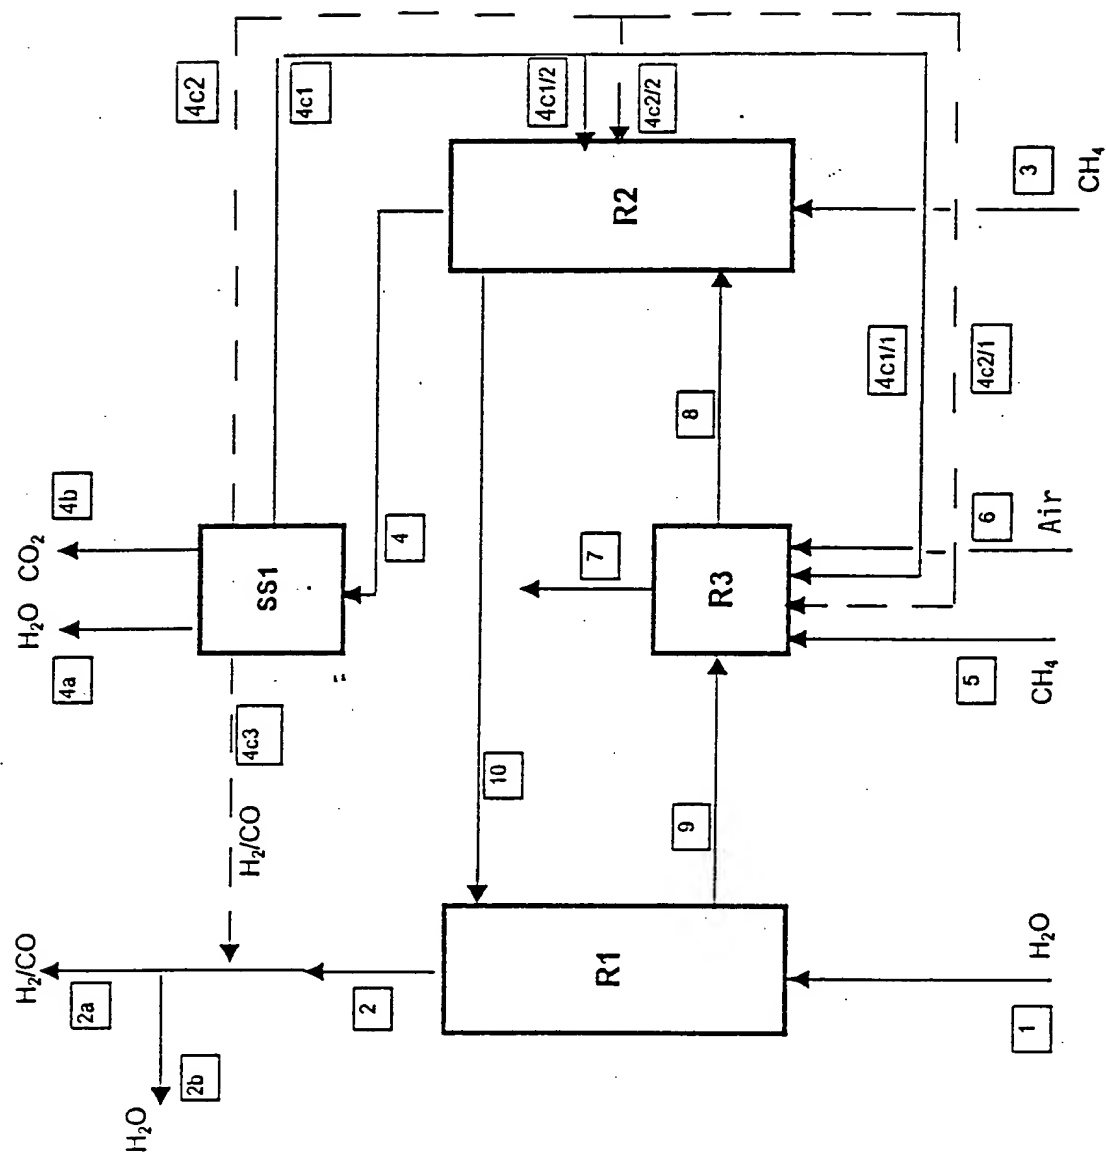 H₂/CO
H₂O
CO₂
4a
4b
2a
H₂O
2b
4c2
H₂/CO
4c3
SS1
4c1
2
4
10
4c1/2
R1
7
R2
4c2/2
9
8
R3
4c1/1
5
6
4c2/1
1
3
H₂O
CH₄
Air
CH₄